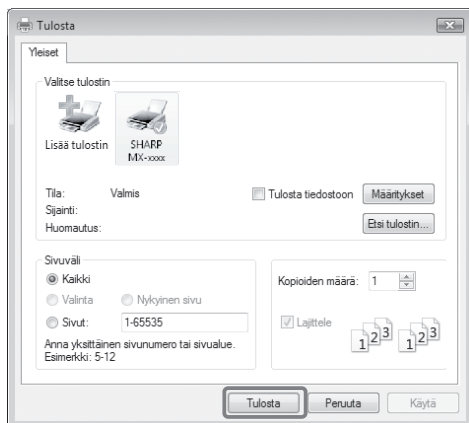 Tulosta
Yleiset
Valitse tulostin
Lisää tulostin
SHARP
MX-xxxx
Tila: Valmis
Tulosta tiedostoon
Määritykset
Sijainti:
Huomautus:
Etsi tulostin...
Sivuväli
Kaikki
Valinta
Nykyinen sivu
Sivut: 1-65535
Anna yksittäinen sivunumero tai sivualue.
Esimerkki: 5-12
Kopioiden määrä: 1
Lajittele
1 2 3 1 2 3
Tulosta
Peruuta
Käytä